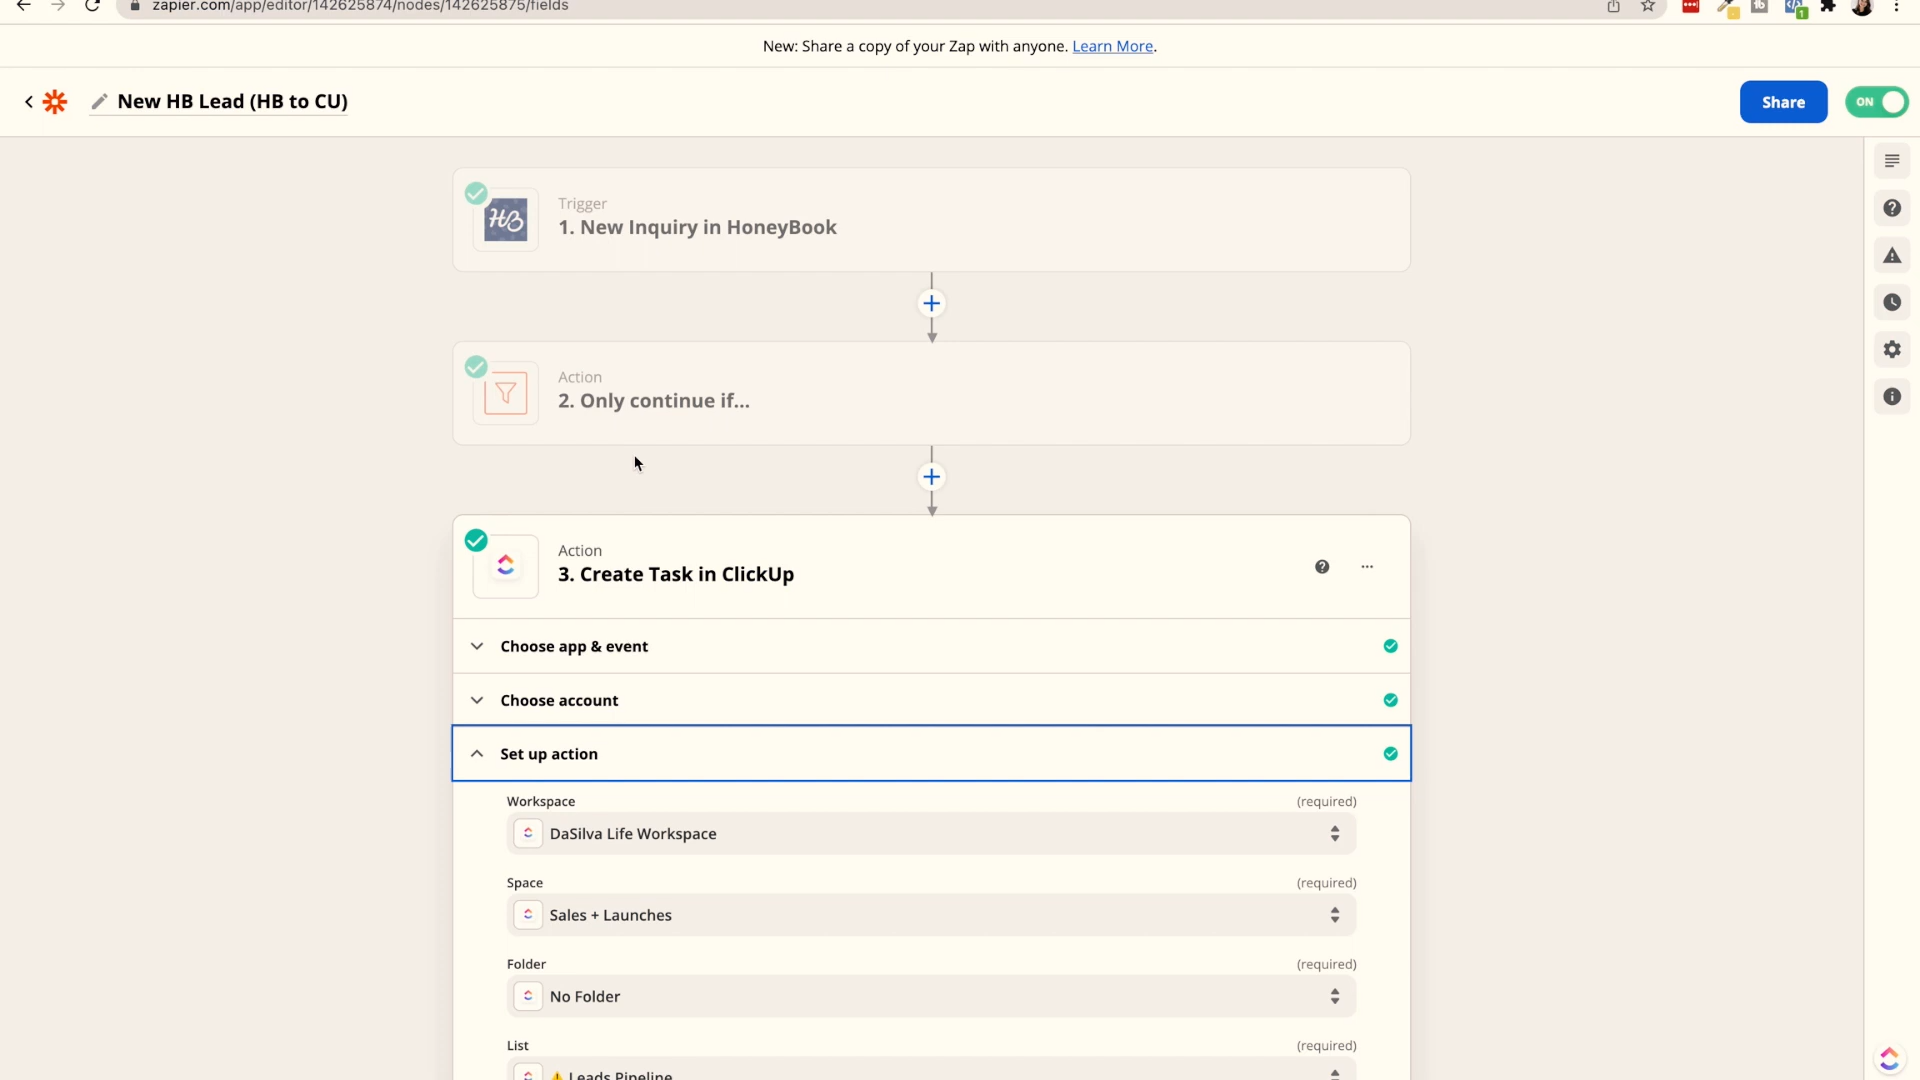 zapier.com/app/editor/142625874/nodes/142625875/fields
New: Share a copy of your Zap with anyone. Learn More.
New HB Lead (HB to CU)
Share
ON
Trigger
1. New Inquiry in HoneyBook
HB
Action
2. Only continue if...
Action
3. Create Task in ClickUp
Choose app & event
Choose account
Set up action
Workspace (required)
DaSilva Life Workspace
Space (required)
Sales + Launches
Folder (required)
No Folder
List (required)
Leads Pipeline